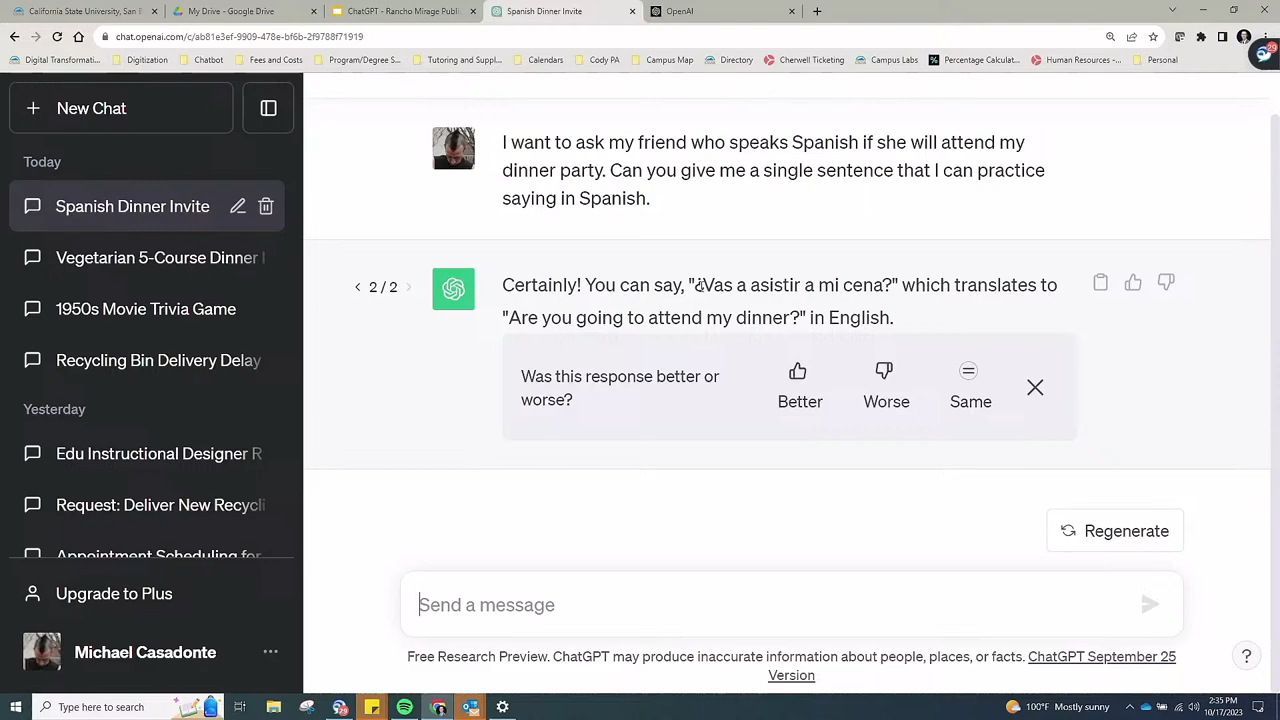 California State University, San
My Drive - Google Drive
ChatGPT - Rancho Mirage Public
Spanish Dinner Invite
OpenAI
chat.openai.com/c/ab81e3ef-9909-478e-bf6b-2f9788f71919
Digital Transformati...
Digitization
Chatbot
Fees and Costs
Program/Degree S...
Tutoring and Suppl...
Calendars
Cody PA
Campus Map
Directory
Cherwell Ticketing
Campus Labs
Percentage Calculat...
Human Resources -...
Personal
29
New Chat
Today
Spanish Dinner Invite
Vegetarian 5-Course Dinner
1950s Movie Trivia Game
Recycling Bin Delivery Delay
Yesterday
Edu Instructional Designer R
Request: Deliver New Recycli
Appointment Scheduling for
Upgrade to Plus
Michael Casadonte
I want to ask my friend who speaks Spanish if she will attend my
dinner party. Can you give me a single sentence that I can practice
saying in Spanish.
2 / 2
Certainly! You can say, "¿Vas a asistir a mi cena?" which translates to
"Are you going to attend my dinner?" in English.
Was this response better or
worse?
Better
Worse
Same
Regenerate
Send a message
Free Research Preview. ChatGPT may produce inaccurate information about people, places, or facts. ChatGPT September 25
Version
?
Type here to search
100°F Mostly sunny
2:35 PM
10/17/2023